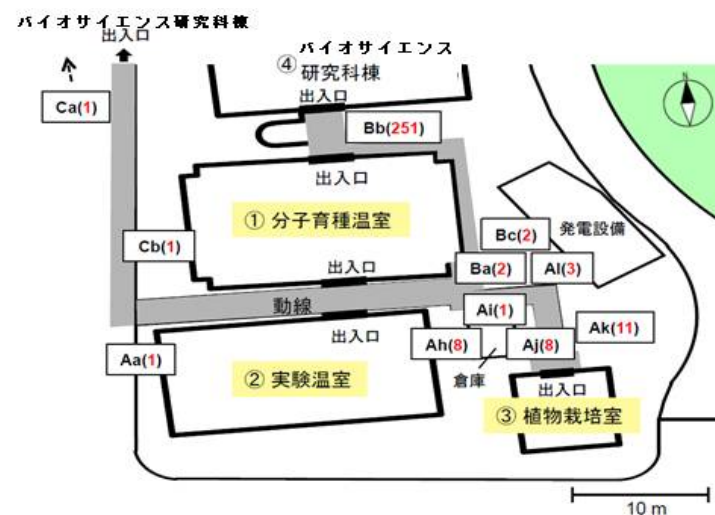 バイオサイエンス研究科棟
出入口
バイオサイエンス
④ 研究科棟
出入口
N
Ca(1)
Bb(251)
出入口
① 分子育種温室
発電設備
Bc(2)
Cb(1)
出入口
Ba(2)
Al(3)
動線
Ai(1)
Ak(11)
出入口
Ah(8)
Aj(8)
Aa(1)
② 実験温室
倉庫
出入口
③ 植物栽培室
10 m